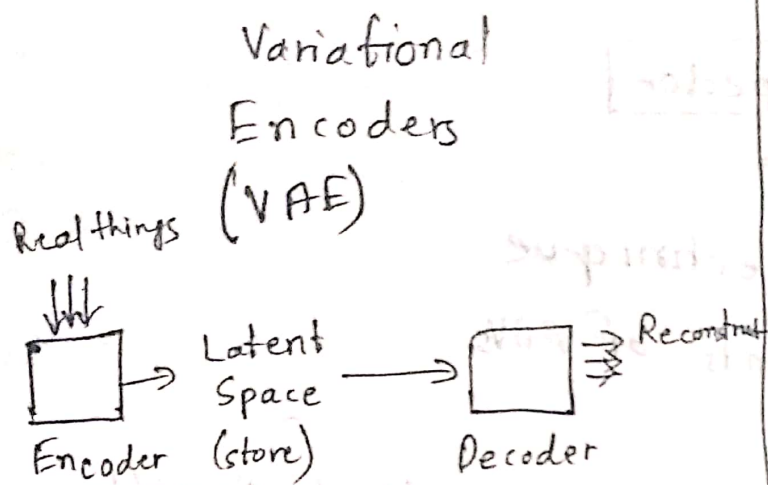 Variational
Encoders
(VAE)
Real things
Latent
Space
(store)
Reconstruct
Encoder
Decoder